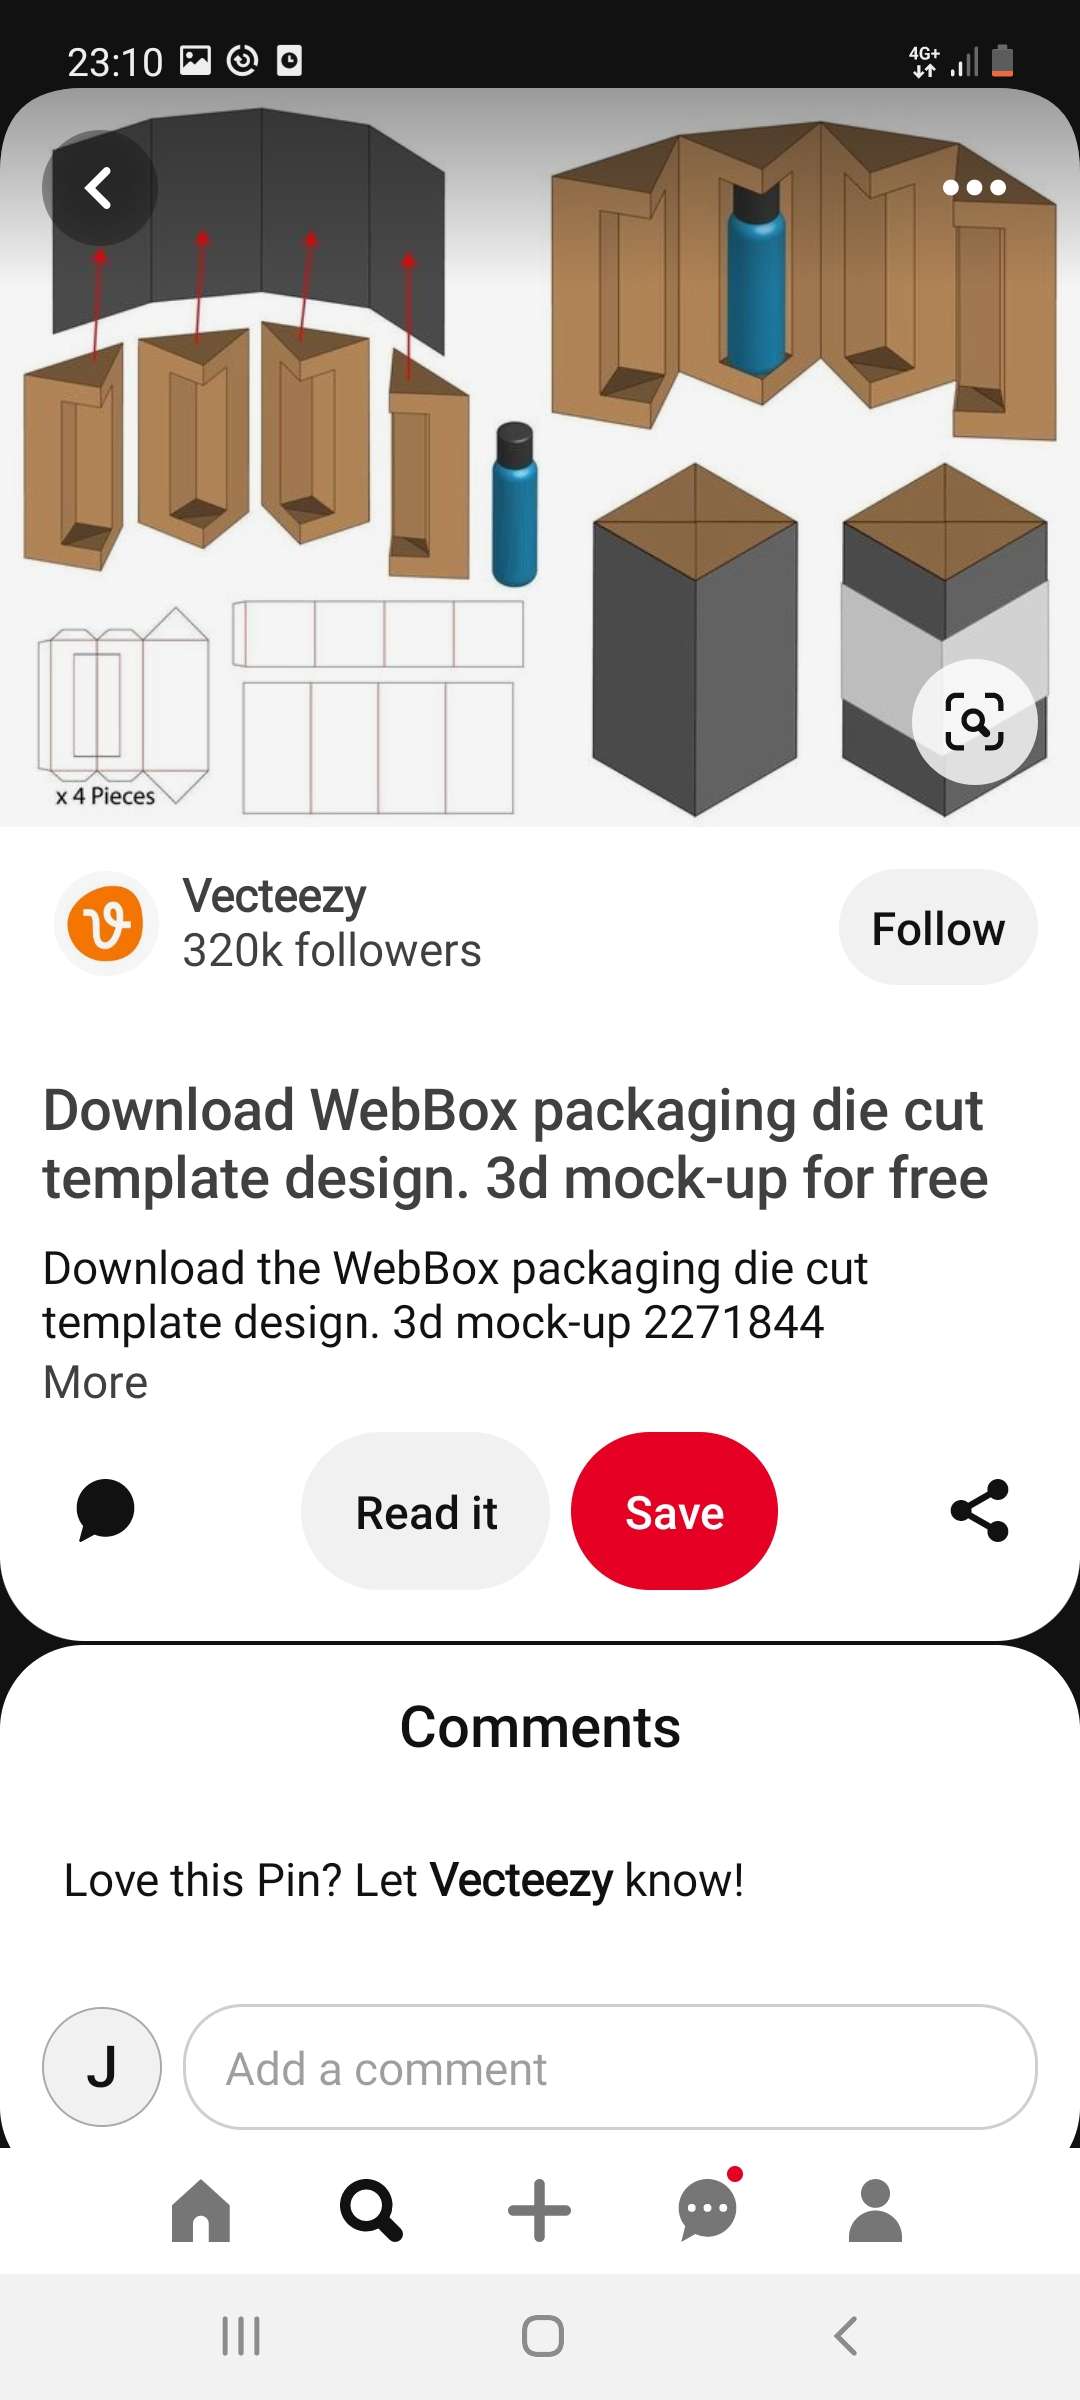 23:10
4G+
x 4 Pieces
Vecteezy
320k followers
Follow
Download WebBox packaging die cut
template design. 3d mock-up for free
Download the WebBox packaging die cut
template design. 3d mock-up 2271844
More
Read it
Save
Comments
Love this Pin? Let Vecteezy know!
J
Add a comment